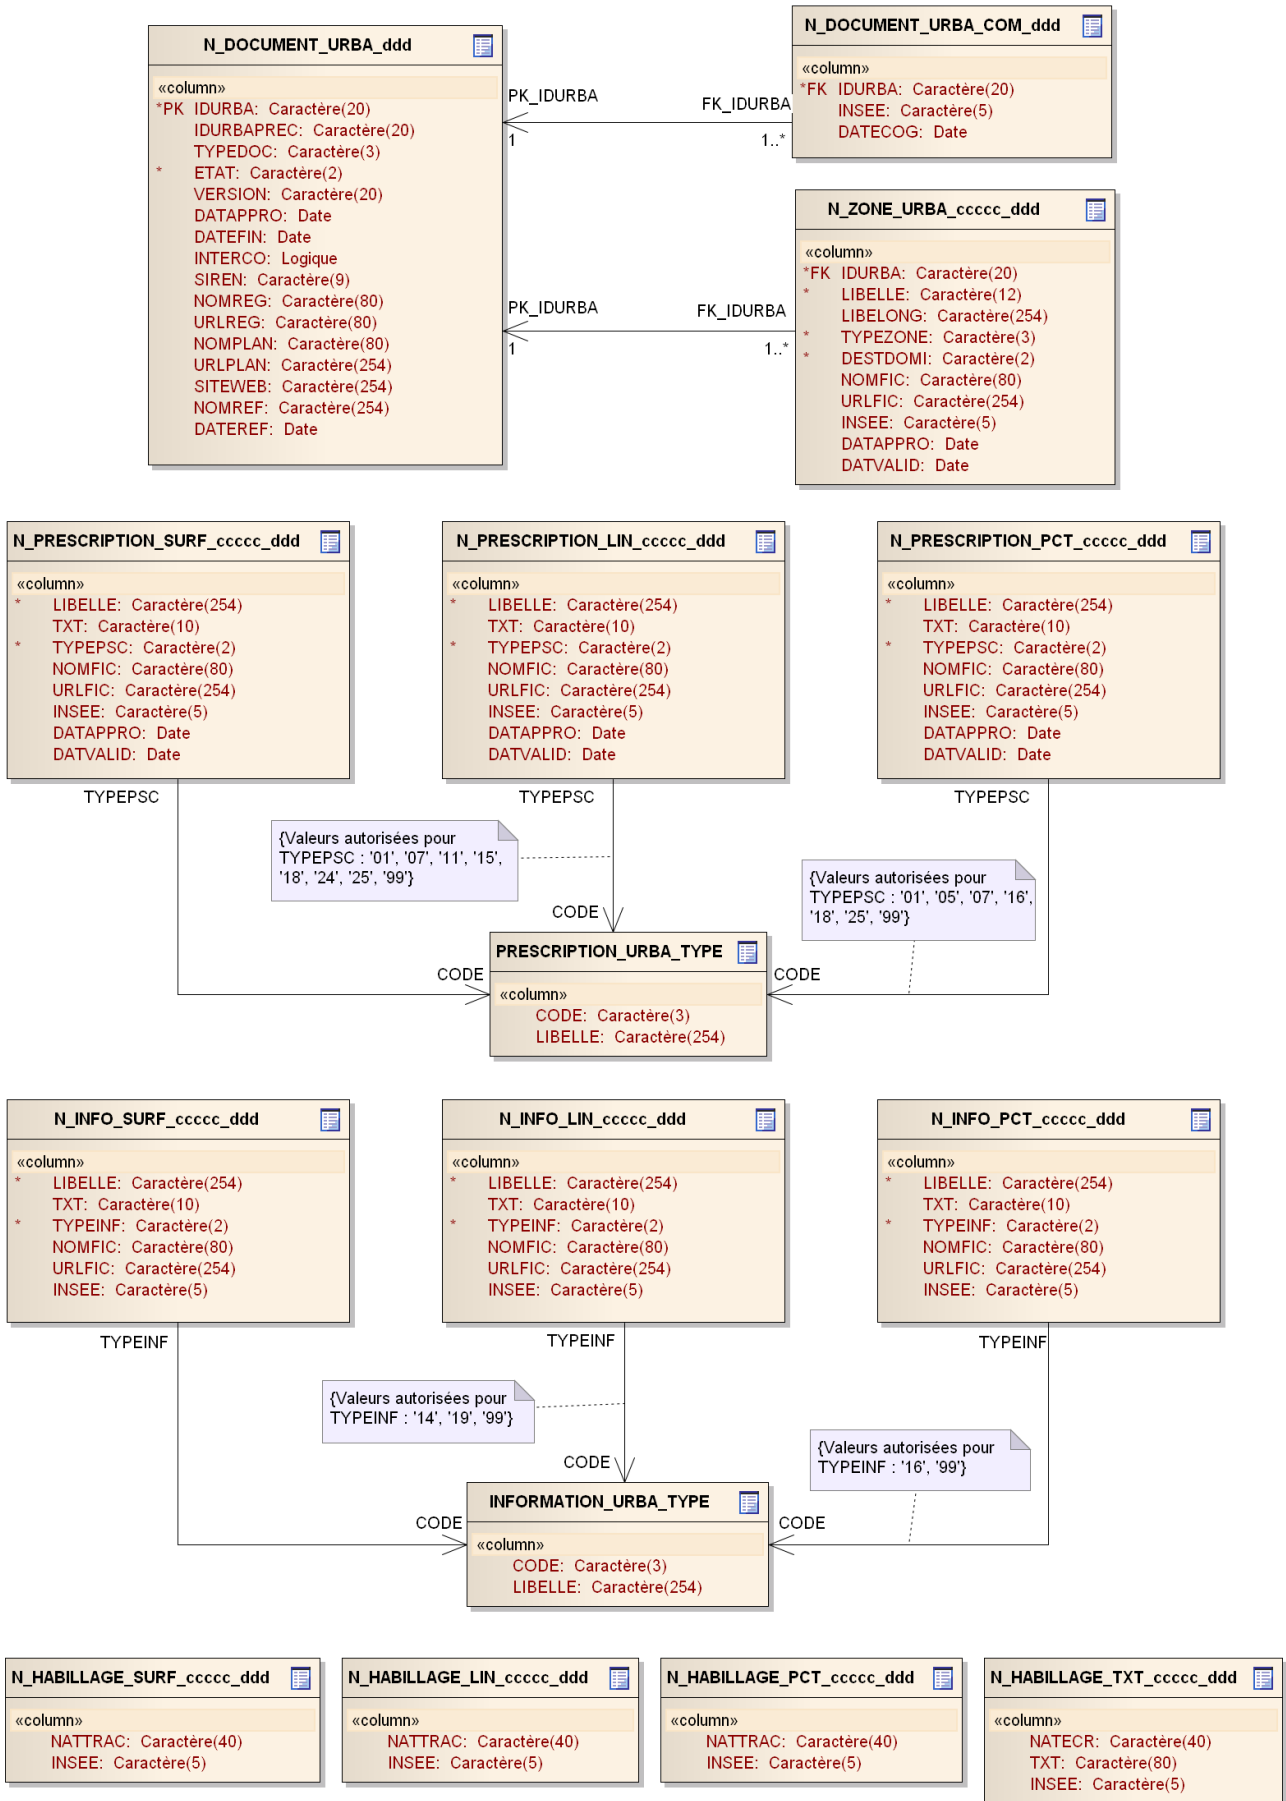 N_DOCUMENT_URBA_ddd
«column»
*PK IDURBA: Caractère(20)
IDURBAPREC: Caractère(20)
TYPEDOC: Caractère(3)
* ETAT: Caractère(2)
VERSION: Caractère(20)
DATAPPRO: Date
DATEFIN: Date
INTERCO: Logique
SIREN: Caractère(9)
NOMREG: Caractère(80)
URLREG: Caractère(80)
NOMPLAN: Caractère(80)
URLPLAN: Caractère(254)
SITEWEB: Caractère(254)
NOMREF: Caractère(254)
DATEREF: Date
PK_IDURBA
1
FK_IDURBA
1..*
N_DOCUMENT_URBA_COM_ddd
«column»
*FK IDURBA: Caractère(20)
INSEE: Caractère(5)
DATECOG: Date
PK_IDURBA
1
FK_IDURBA
1..*
N_ZONE_URBA_ccccc_ddd
«column»
*FK IDURBA: Caractère(20)
* LIBELLE: Caractère(12)
LIBELONG: Caractère(254)
* TYPEZONE: Caractère(3)
* DESTDOMI: Caractère(2)
NOMFIC: Caractère(80)
URLFIC: Caractère(254)
INSEE: Caractère(5)
DATAPPRO: Date
DATVALID: Date
N_PRESCRIPTION_SURF_ccccc_ddd
«column»
* LIBELLE: Caractère(254)
TXT: Caractère(10)
* TYPEPSC: Caractère(2)
NOMFIC: Caractère(80)
URLFIC: Caractère(254)
INSEE: Caractère(5)
DATAPPRO: Date
DATVALID: Date
TYPEPSC
N_PRESCRIPTION_LIN_ccccc_ddd
«column»
* LIBELLE: Caractère(254)
TXT: Caractère(10)
* TYPEPSC: Caractère(2)
NOMFIC: Caractère(80)
URLFIC: Caractère(254)
INSEE: Caractère(5)
DATAPPRO: Date
DATVALID: Date
TYPEPSC
N_PRESCRIPTION_PCT_ccccc_ddd
«column»
* LIBELLE: Caractère(254)
TXT: Caractère(10)
* TYPEPSC: Caractère(2)
NOMFIC: Caractère(80)
URLFIC: Caractère(254)
INSEE: Caractère(5)
DATAPPRO: Date
DATVALID: Date
TYPEPSC
{Valeurs autorisées pour
TYPEPSC : '01', '07', '11', '15',
'18', '24', '25', '99'}
{Valeurs autorisées pour
TYPEPSC : '01', '05', '07', '16',
'18', '25', '99'}
CODE
CODE
CODE
PRESCRIPTION_URBA_TYPE
«column»
CODE: Caractère(3)
LIBELLE: Caractère(254)
N_INFO_SURF_ccccc_ddd
«column»
* LIBELLE: Caractère(254)
TXT: Caractère(10)
* TYPEINF: Caractère(2)
NOMFIC: Caractère(80)
URLFIC: Caractère(254)
INSEE: Caractère(5)
TYPEINF
N_INFO_LIN_ccccc_ddd
«column»
* LIBELLE: Caractère(254)
TXT: Caractère(10)
* TYPEINF: Caractère(2)
NOMFIC: Caractère(80)
URLFIC: Caractère(254)
INSEE: Caractère(5)
TYPEINF
N_INFO_PCT_ccccc_ddd
«column»
* LIBELLE: Caractère(254)
TXT: Caractère(10)
* TYPEINF: Caractère(2)
NOMFIC: Caractère(80)
URLFIC: Caractère(254)
INSEE: Caractère(5)
TYPEINF
{Valeurs autorisées pour
TYPEINF : '14', '19', '99'}
{Valeurs autorisées pour
TYPEINF : '16', '99'}
CODE
CODE
CODE
INFORMATION_URBA_TYPE
«column»
CODE: Caractère(3)
LIBELLE: Caractère(254)
N_HABILLAGE_SURF_ccccc_ddd
«column»
NATTRAC: Caractère(40)
INSEE: Caractère(5)
N_HABILLAGE_LIN_ccccc_ddd
«column»
NATTRAC: Caractère(40)
INSEE: Caractère(5)
N_HABILLAGE_PCT_ccccc_ddd
«column»
NATTRAC: Caractère(40)
INSEE: Caractère(5)
N_HABILLAGE_TXT_ccccc_ddd
«column»
NATECR: Caractère(40)
TXT: Caractère(80)
INSEE: Caractère(5)